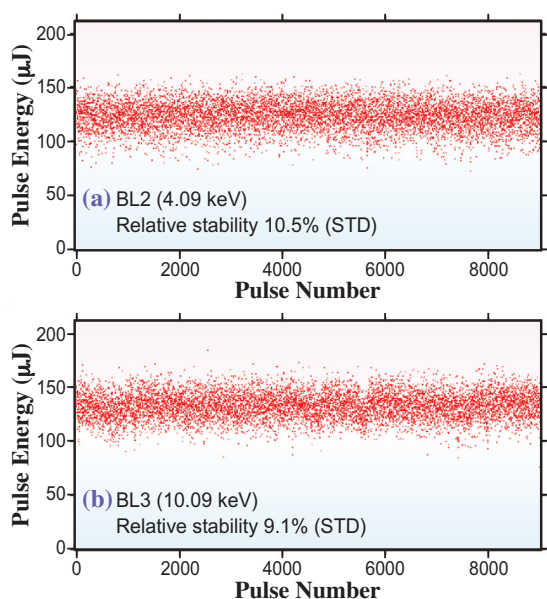 200
150
100
50
0
Pulse Energy (μJ)
(a) BL2 (4.09 keV)
Relative stability 10.5% (STD)
0 2000 4000 6000 8000
Pulse Number
200
150
100
50
0
Pulse Energy (μJ)
(b) BL3 (10.09 keV)
Relative stability 9.1% (STD)
0 2000 4000 6000 8000
Pulse Number